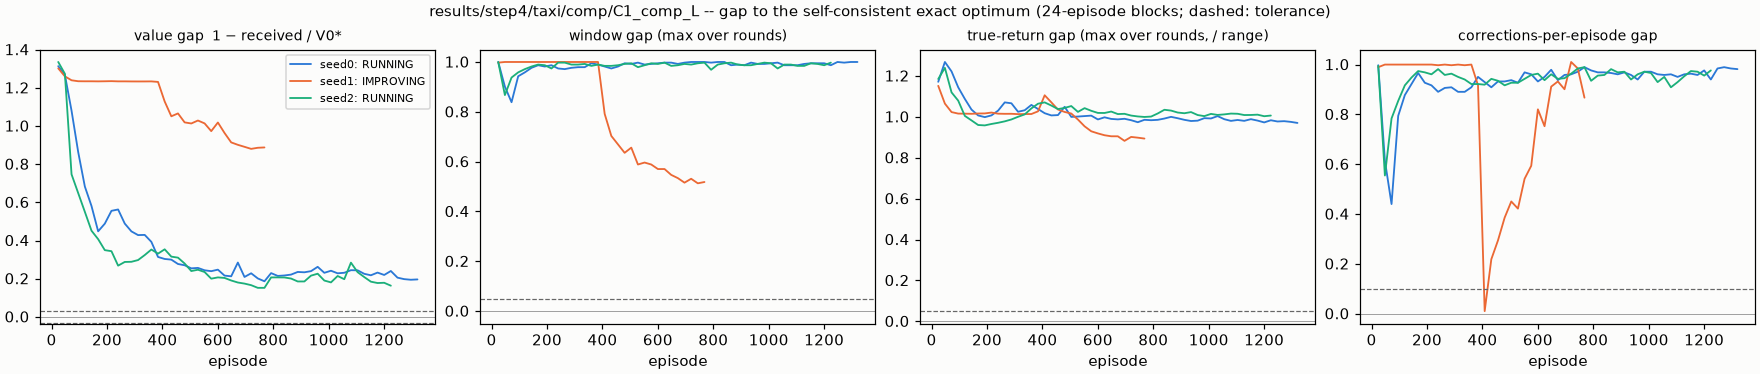 results/step4/taxi/comp/C1_comp_L -- gap to the self-consistent exact optimum (24-episode blocks; dashed: tolerance)
value gap  1 − received / V0*
1.4
1.2
1.0
0.8
0.6
0.4
0.2
0.0
0 200 400 600 800 1000 1200
episode
seed0: RUNNING
seed1: IMPROVING
seed2: RUNNING
window gap (max over rounds)
1.0
0.8
0.6
0.4
0.2
0.0
0 200 400 600 800 1000 1200
episode
true-return gap (max over rounds, / range)
1.2
1.0
0.8
0.6
0.4
0.2
0.0
0 200 400 600 800 1000 1200
episode
corrections-per-episode gap
1.0
0.8
0.6
0.4
0.2
0.0
0 200 400 600 800 1000 1200
episode